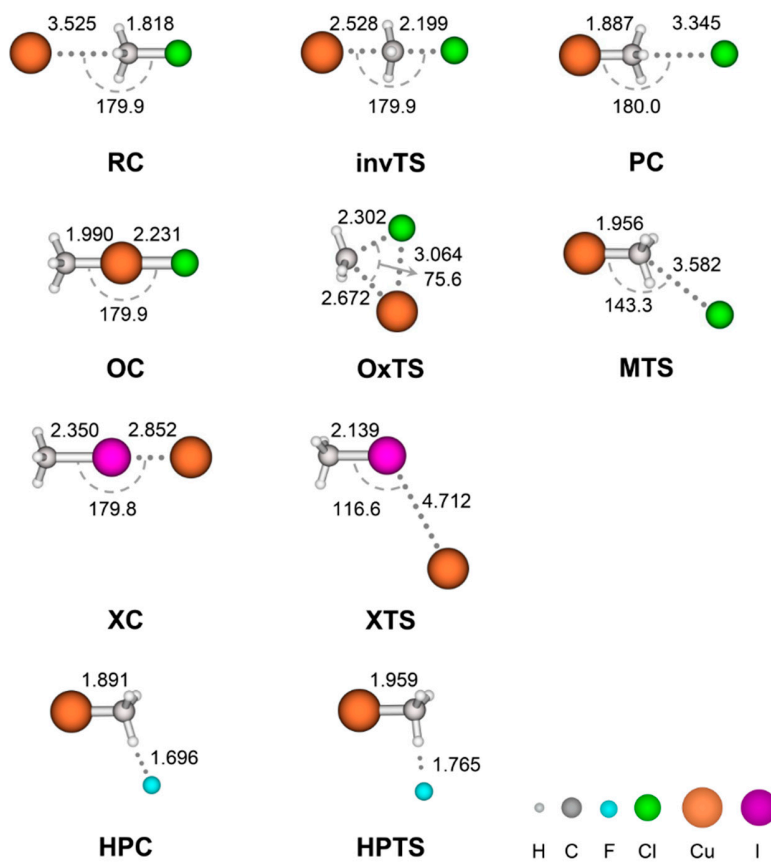 3.525 1.818 2.528 2.199 1.887 3.345
179.9 179.9 180.0
RC invTS PC
1.990 2.231 2.302 3.064 75.6 2.672 1.956 3.582
179.9 143.3
OC OxTS MTS
2.350 2.852 2.139
179.8 116.6 4.712
XC XTS
1.891 1.959
1.696 1.765
HPC HPTS
H C F Cl Cu I